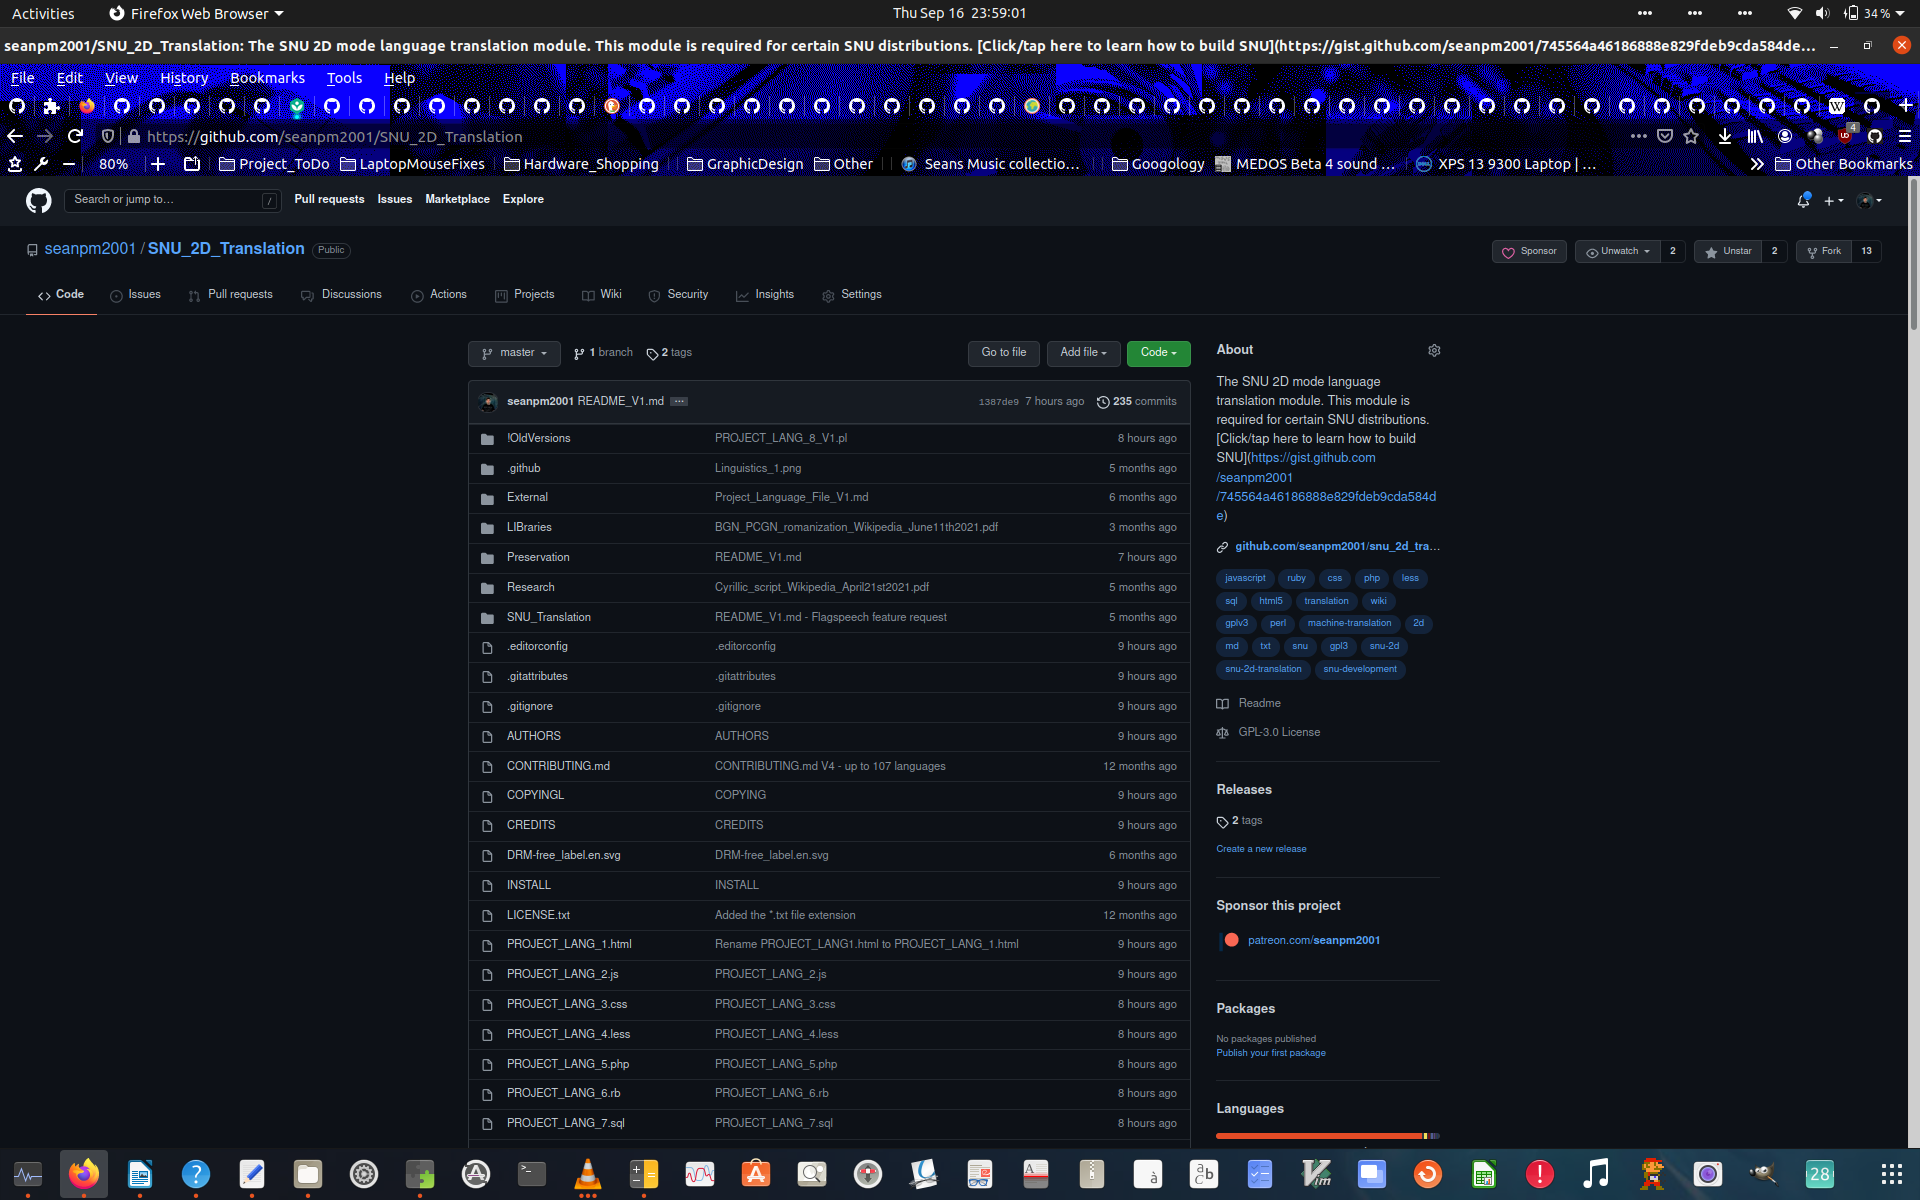 Activities
Firefox Web Browser
Thu Sep 16 23:59:01
34 %
seanpm2001/SNU_2D_Translation: The SNU 2D mode language translation module. This module is required for certain SNU distributions. [Click/tap here to learn how to build SNU](https://gist.github.com/seanpm2001/745564a46186888e829fdeb9cda584de...
File Edit View History Bookmarks Tools Help
https://github.com/seanpm2001/SNU_2D_Translation
4
80%
Project_ToDo
LaptopMouseFixes
Hardware_Shopping
GraphicDesign
Other
Seans Music collectio...
Googology
MEDOS Beta 4 sound ...
XPS 13 9300 Laptop | ...
Other Bookmarks
Search or jump to... /
Pull requests Issues Marketplace Explore
seanpm2001 / SNU_2D_Translation Public
Sponsor
Unwatch 2
Unstar 2
Fork 13
Code Issues Pull requests Discussions Actions Projects Wiki Security Insights Settings
master
1 branch
2 tags
Go to file
Add file
Code
seanpm2001 README_V1.md ... 1387de9 7 hours ago 235 commits
!OldVersions PROJECT_LANG_8_V1.pl 8 hours ago
.github Linguistics_1.png 5 months ago
External Project_Language_File_V1.md 6 months ago
LIBraries BGN_PCGN_romanization_Wikipedia_June11th2021.pdf 3 months ago
Preservation README_V1.md 7 hours ago
Research Cyrillic_script_Wikipedia_April21st2021.pdf 5 months ago
SNU_Translation README_V1.md - Flagspeech feature request 5 months ago
.editorconfig .editorconfig 9 hours ago
.gitattributes .gitattributes 9 hours ago
.gitignore .gitignore 9 hours ago
AUTHORS AUTHORS 9 hours ago
CONTRIBUTING.md CONTRIBUTING.md V4 - up to 107 languages 12 months ago
COPYINGL COPYING 9 hours ago
CREDITS CREDITS 9 hours ago
DRM-free_label.en.svg DRM-free_label.en.svg 6 months ago
INSTALL INSTALL 9 hours ago
LICENSE.txt Added the *.txt file extension 12 months ago
PROJECT_LANG_1.html Rename PROJECT_LANG1.html to PROJECT_LANG_1.html 9 hours ago
PROJECT_LANG_2.js PROJECT_LANG_2.js 9 hours ago
PROJECT_LANG_3.css PROJECT_LANG_3.css 8 hours ago
PROJECT_LANG_4.less PROJECT_LANG_4.less 8 hours ago
PROJECT_LANG_5.php PROJECT_LANG_5.php 8 hours ago
PROJECT_LANG_6.rb PROJECT_LANG_6.rb 8 hours ago
PROJECT_LANG_7.sql PROJECT_LANG_7.sql 8 hours ago
About
The SNU 2D mode language
translation module. This module is
required for certain SNU distributions.
[Click/tap here to learn how to build
SNU](https://gist.github.com
/seanpm2001
/745564a46186888e829fdeb9cda584d
e)
github.com/seanpm2001/snu_2d_tra...
javascript ruby css php less
sql html5 translation wiki
gplv3 perl machine-translation 2d
md txt snu gpl3 snu-2d
snu-2d-translation snu-development
Readme
GPL-3.0 License
Releases
2 tags
Create a new release
Sponsor this project
patreon.com/seanpm2001
Packages
No packages published
Publish your first package
Languages
28